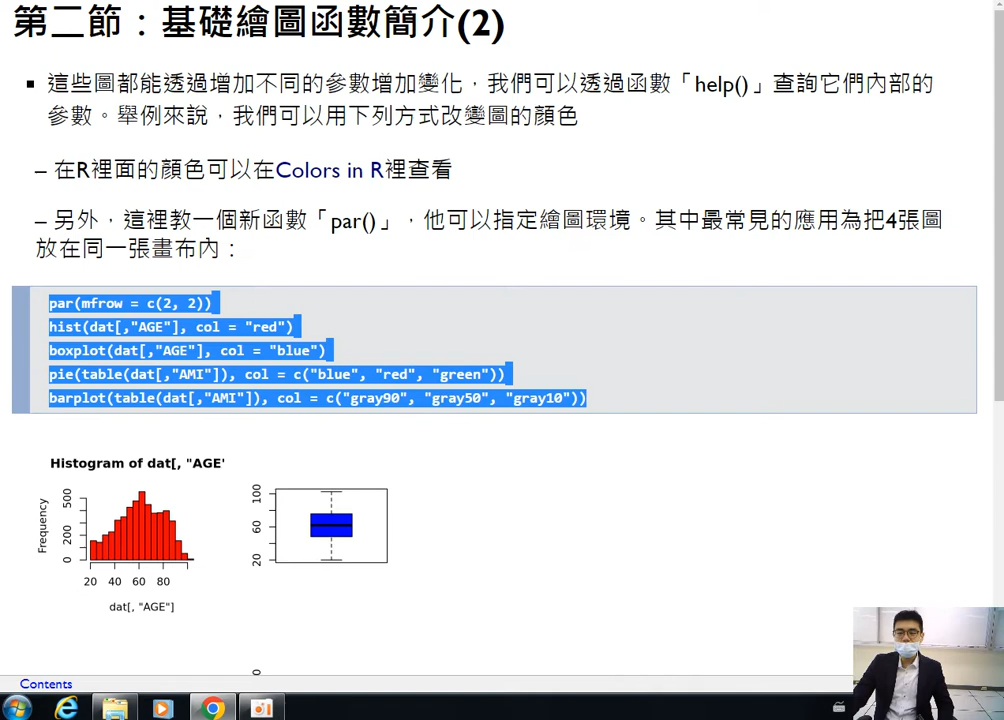 第二節：基礎繪圖函數簡介(2)
▪ 這些圖都能透過增加不同的參數增加變化，我們可以透過函數「help()」查詢它們內部的
參數。舉例來說，我們可以用下列方式改變圖的顏色
– 在R裡面的顏色可以在Colors in R裡查看
– 另外，這裡教一個新函數「par()」，他可以指定繪圖環境。其中最常見的應用為把4張圖
放在同一張畫布內：
par(mfrow = c(2, 2))
hist(dat[,"AGE"], col = "red")
boxplot(dat[,"AGE"], col = "blue")
pie(table(dat[,"AMI"]), col = c("blue", "red", "green"))
barplot(table(dat[,"AMI"]), col = c("gray90", "gray50", "gray10"))
Histogram of dat[, "AGE"
Frequency
0 200 500
20 40 60 80
dat[, "AGE"]
20 60 100
0
Contents